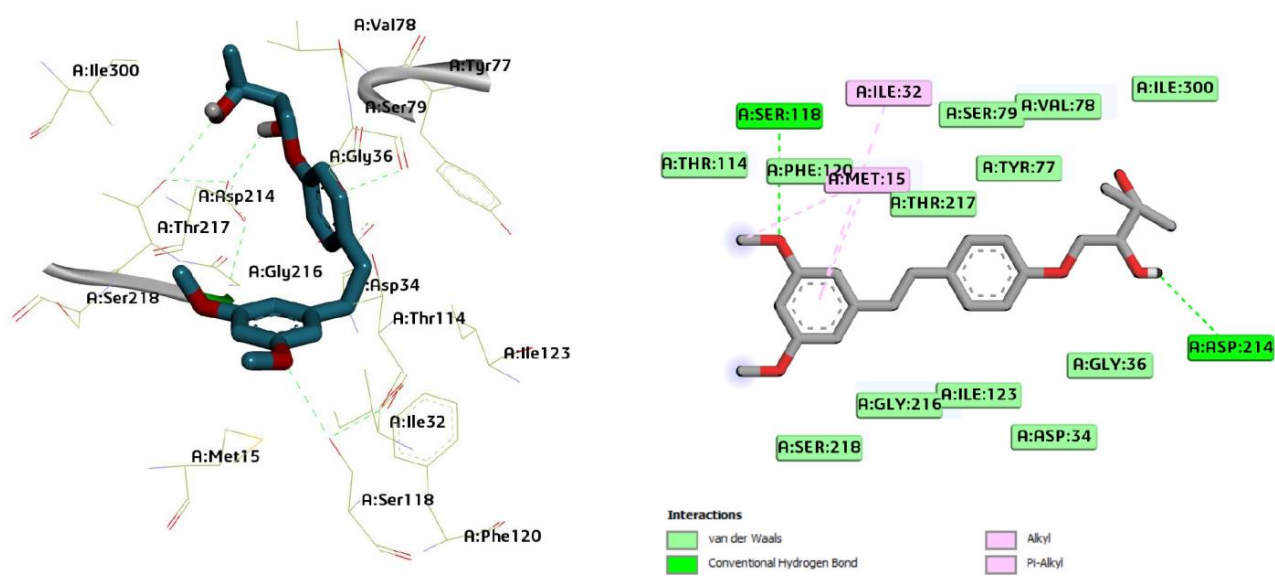 A:Val78
A:Ile300
A:Tyr77
A:Ser79
A:Gly36
A:Asp214
A:Thr217
A:Gly216
A:Ser218
Asp34
A:Thr114
A:Ile123
A:Ile32
A:Met15
A:Ser118
A:Phe120
A:ILE:32
A:ILE:300
A:SER:118
A:SER:79
A:VAL:78
A:THR:114
A:PHE:120
A:MET:15
A:TYR:77
A:THR:217
A:ASP:214
A:GLY:36
A:GLY:216
A:ILE:123
A:SER:218
A:ASP:34
Interactions
van der Waals
Conventional Hydrogen Bond
Alkyl
Pi-Alkyl